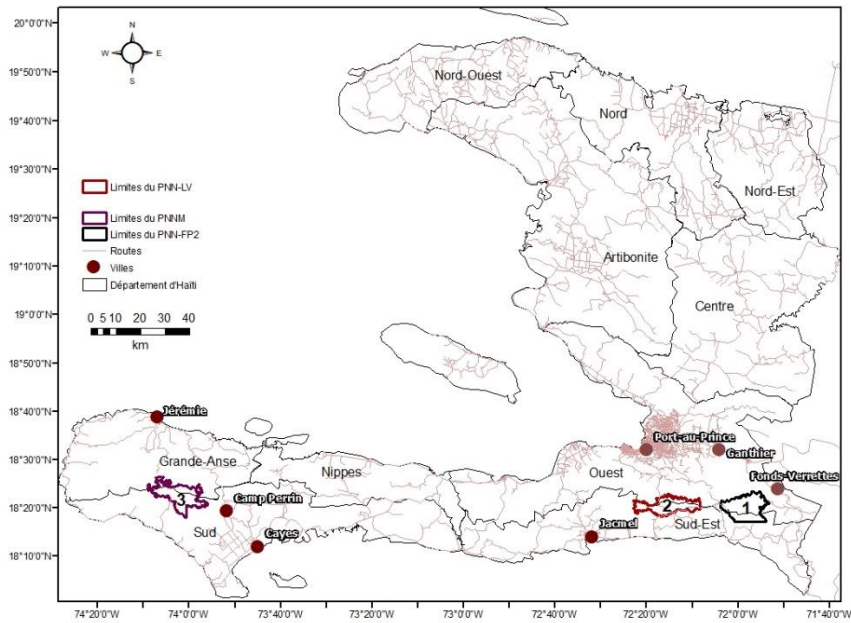 20°0'0"N
19°50'0"N
19°40'0"N
19°30'0"N
19°20'0"N
19°10'0"N
19°0'0"N
18°50'0"N
18°40'0"N
18°30'0"N
18°20'0"N
18°10'0"N
N
W E
S
Limites du PNN-LV
Limites du PNNM
Limites du PNN-FP2
Routes
Villes
Département d'Haïti
0 5 10 20 30 40
km
Nord-Ouest
Nord
Nord-Est
Artibonite
Centre
Jérémie
Grande-Anse
Nippes
Port-au-Prince
Ganthier
Ouest
Fonds-Verrettes
3
Camp Perrin
2
1
Sud
Sud-Est
Cayes
Jacmel
74°20'0"W 74°0'0"W 73°40'0"W 73°20'0"W 73°0'0"W 72°40'0"W 72°20'0"W 72°0'0"W 71°40'0"W